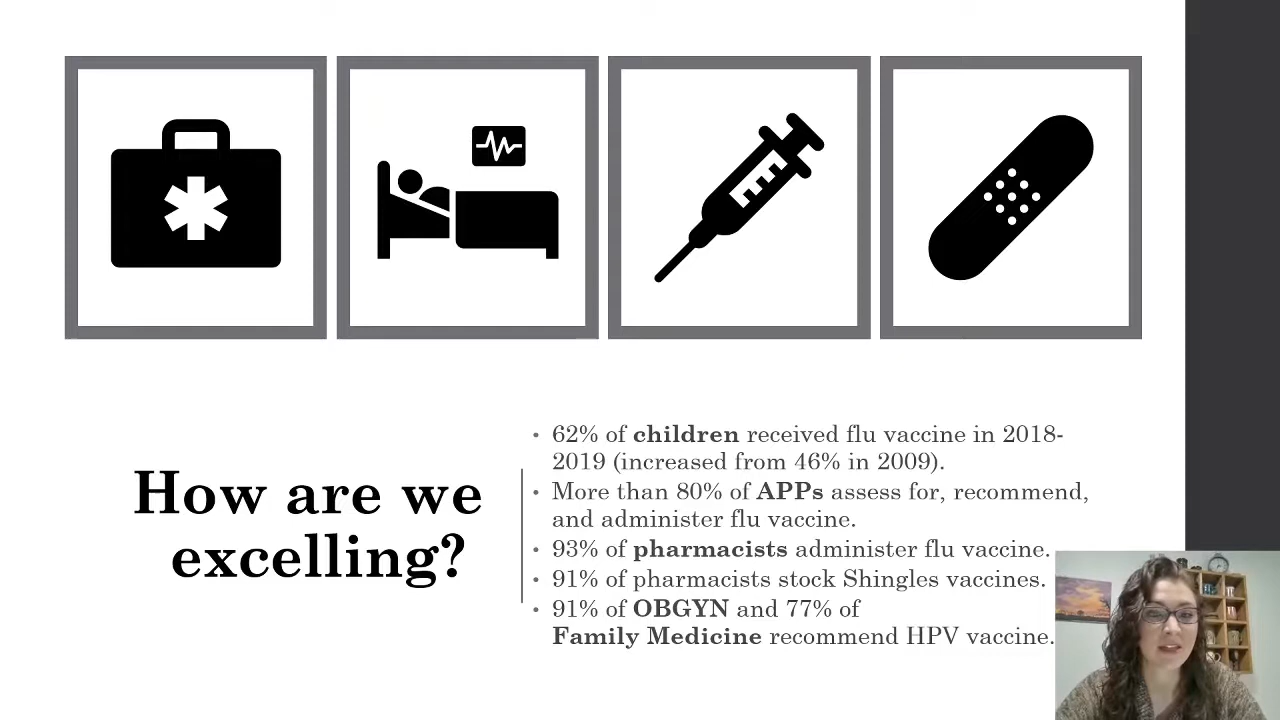 How are we
excelling?
• 62% of children received flu vaccine in 2018-
2019 (increased from 46% in 2009).
• More than 80% of APPs assess for, recommend,
and administer flu vaccine.
• 93% of pharmacists administer flu vaccine.
• 91% of pharmacists stock Shingles vaccines.
• 91% of OBGYN and 77% of
Family Medicine recommend HPV vaccine.